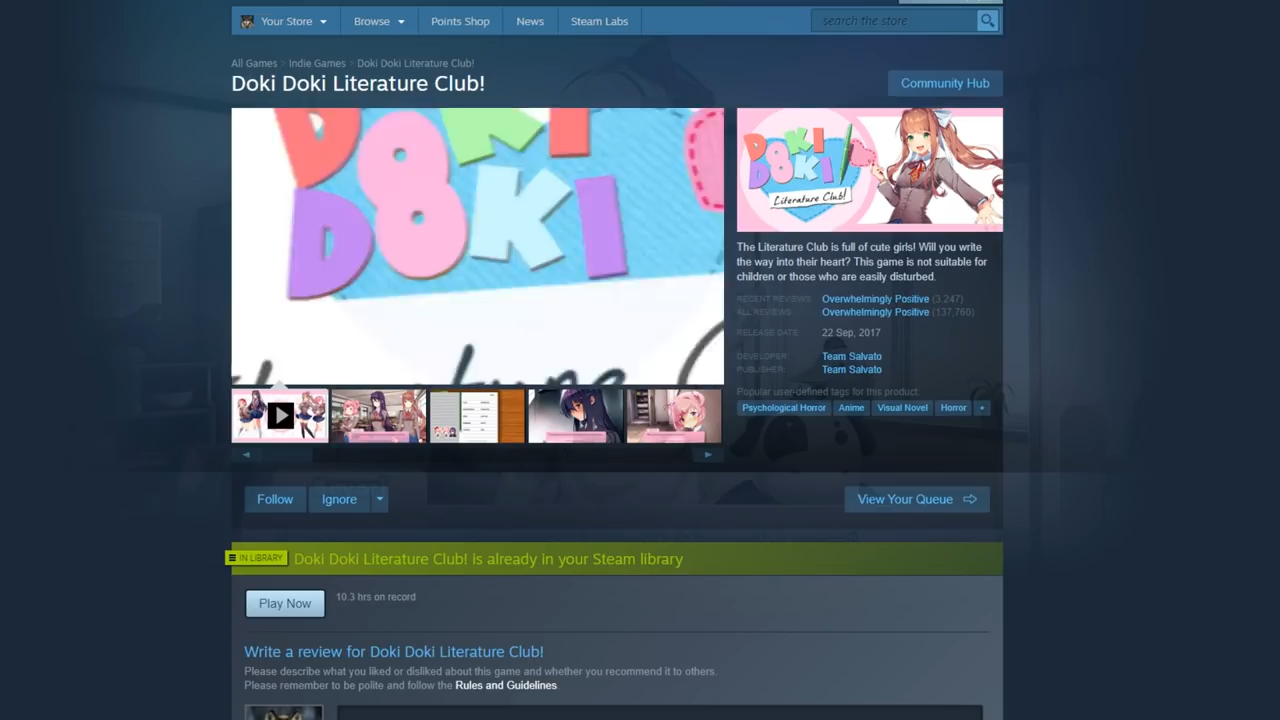 Your Store
Browse
Points Shop
News
Steam Labs
search the store
All Games > Indie Games > Doki Doki Literature Club!
Doki Doki Literature Club!
Community Hub
DOKI
DOKI
DOKI
DOKI
Literature Club!
The Literature Club is full of cute girls! Will you write
the way into their heart? This game is not suitable for
children or those who are easily disturbed.
RECENT REVIEWS: Overwhelmingly Positive (3,247)
ALL REVIEWS: Overwhelmingly Positive (137,760)
RELEASE DATE: 22 Sep, 2017
DEVELOPER: Team Salvato
PUBLISHER: Team Salvato
Popular user-defined tags for this product:
Psychological Horror Anime Visual Novel Horror +
Follow
Ignore
View Your Queue
IN LIBRARY
Doki Doki Literature Club! is already in your Steam library
Play Now
10.3 hrs on record
Write a review for Doki Doki Literature Club!
Please describe what you liked or disliked about this game and whether you recommend it to others.
Please remember to be polite and follow the Rules and Guidelines.